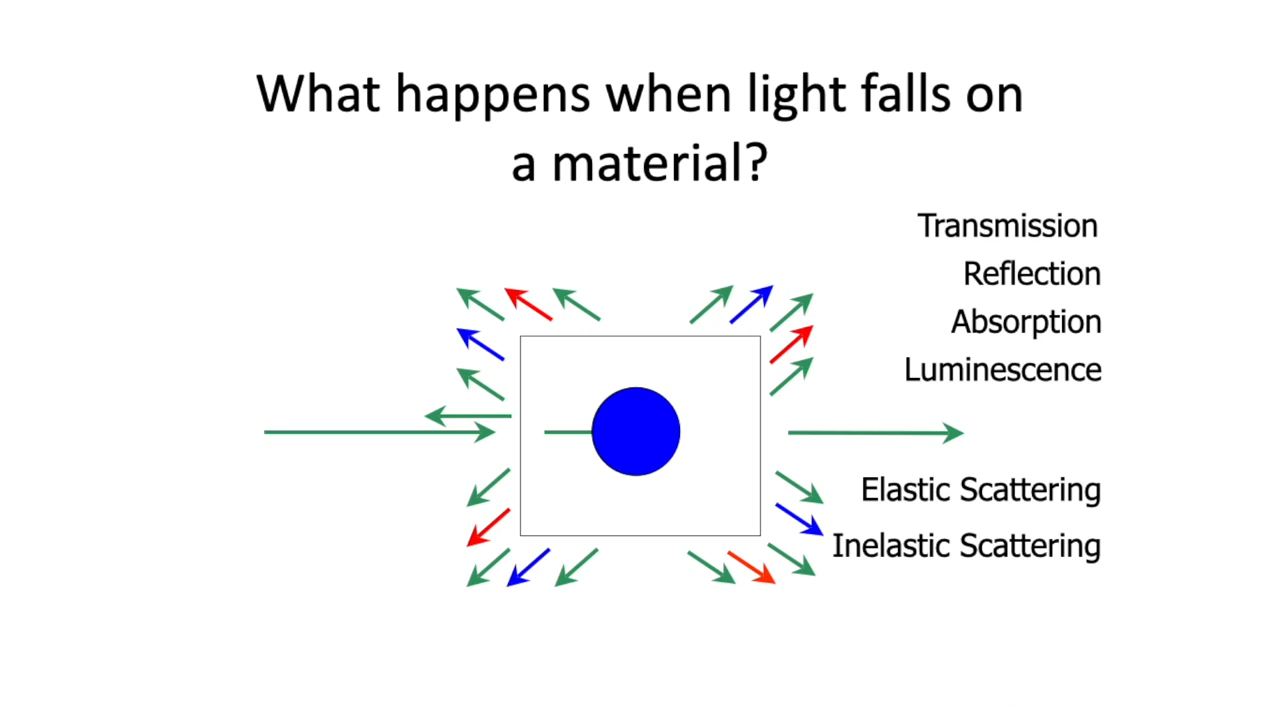 What happens when light falls on
a material?
Transmission
Reflection
Absorption
Luminescence
Elastic Scattering
Inelastic Scattering